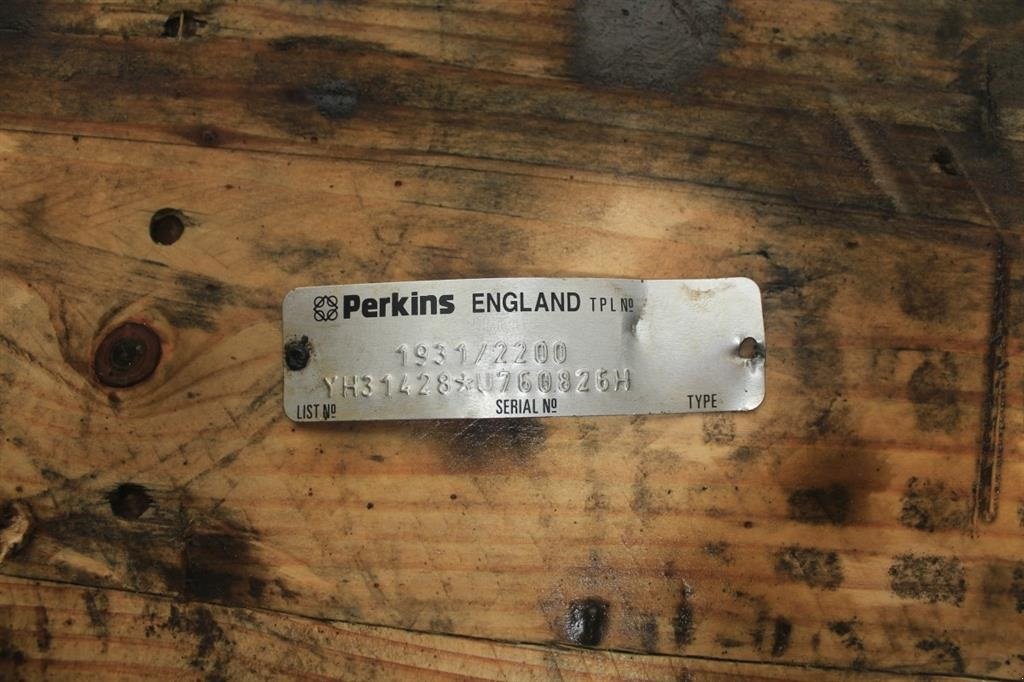 Perkins ENGLAND TPL Nº
1931/2200
YH31428*U760826H
LIST Nº SERIAL Nº TYPE